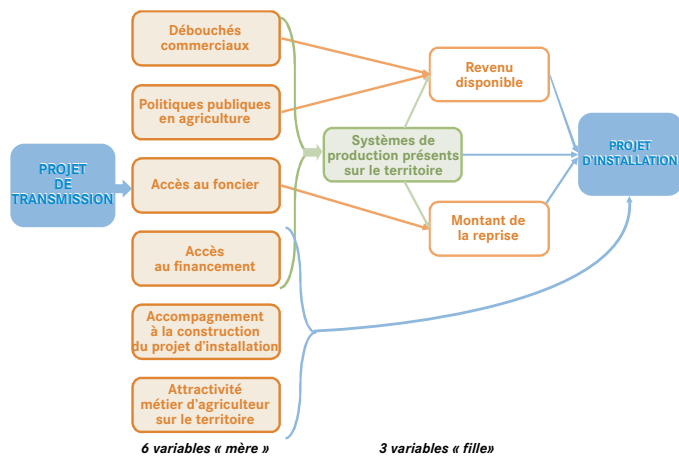 Débouchés
commerciaux
Politiques publiques
en agriculture
PROJET
DE
TRANSMISSION
Accès au foncier
Accès
au financement
Accompagnement
à la construction
du projet d'installation
Attractivité
métier d'agriculteur
sur le territoire
6 variables « mère »
Systèmes de
production présents
sur le territoire
Revenu
disponible
Montant de
la reprise
3 variables « fille»
PROJET
D'INSTALLATION